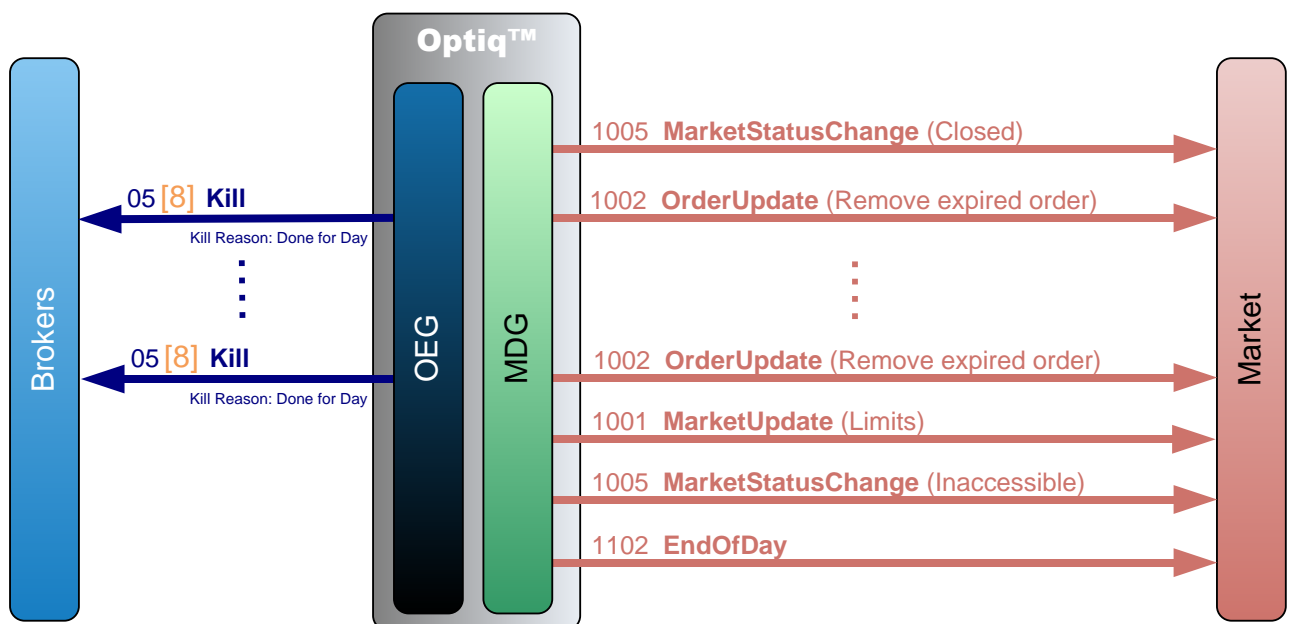 Optiq™
1005 MarketStatusChange (Closed)
05 [8] Kill
1002 OrderUpdate (Remove expired order)
Kill Reason: Done for Day
Brokers
OEG
MDG
Market
05 [8] Kill
1002 OrderUpdate (Remove expired order)
Kill Reason: Done for Day
1001 MarketUpdate (Limits)
1005 MarketStatusChange (Inaccessible)
1102 EndOfDay